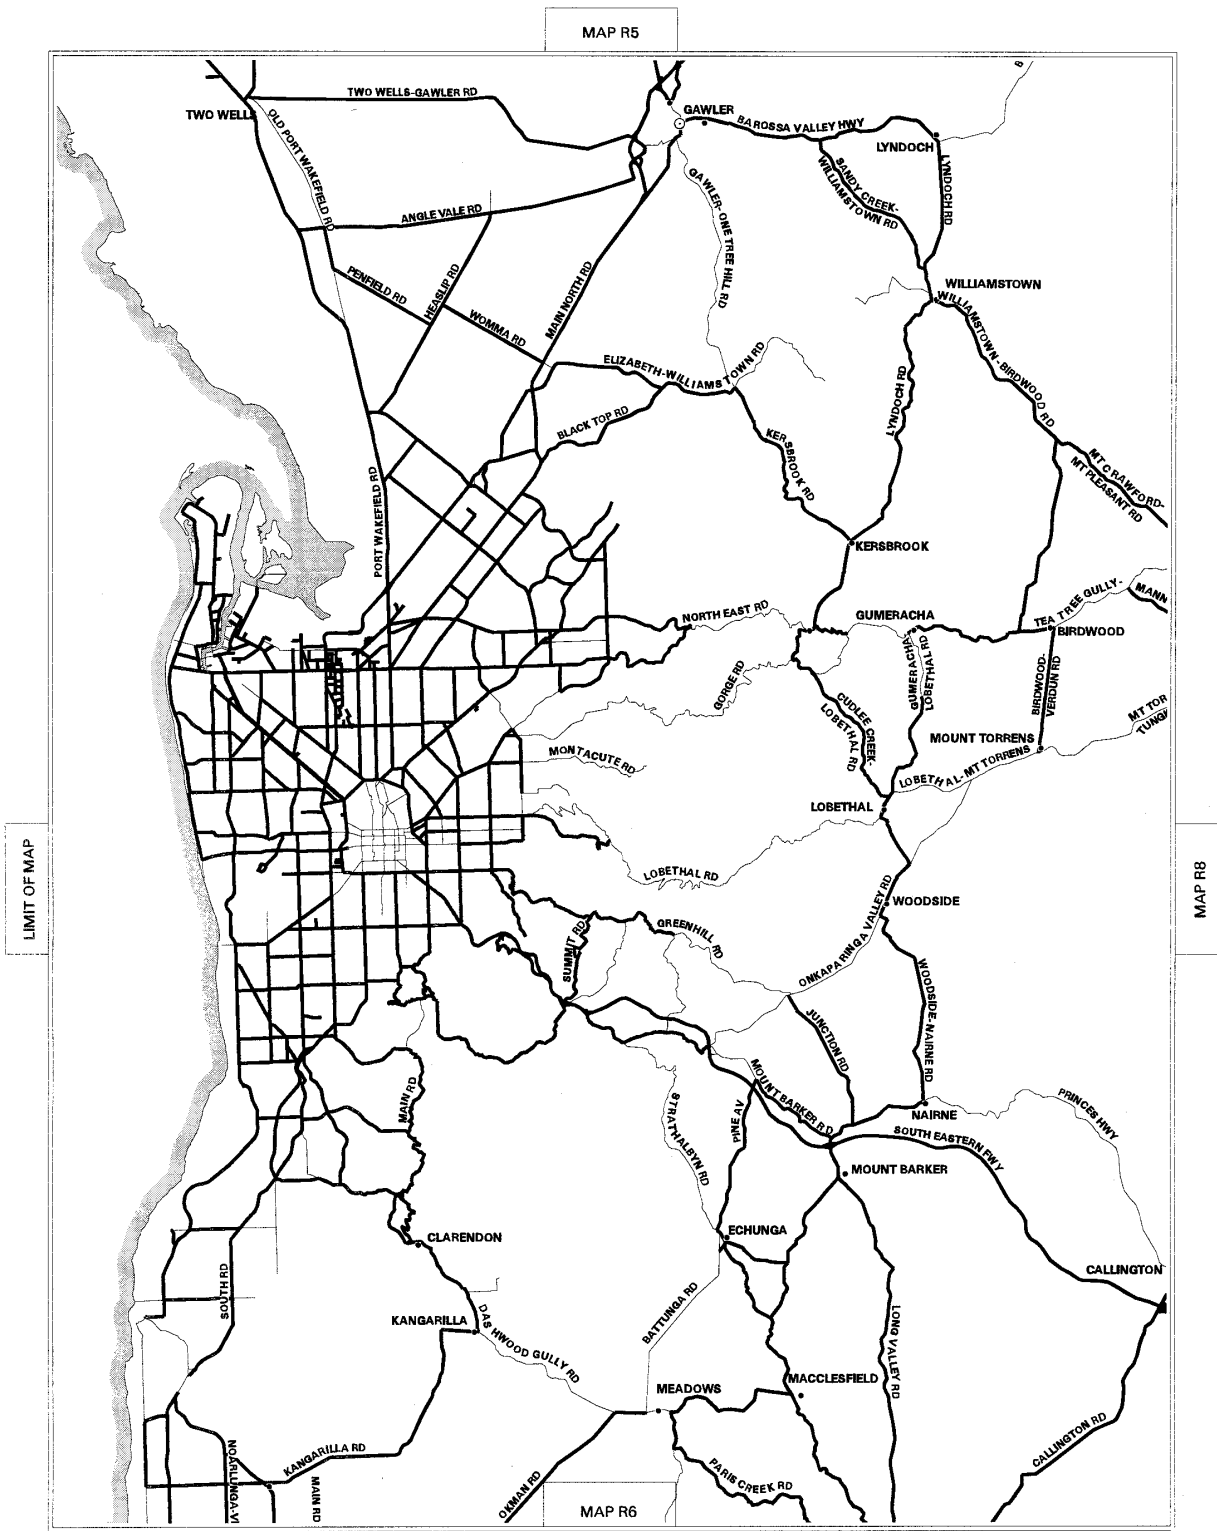 MAP R5
TWO WELLS-GAWLER RD
TWO WELLS
GAWLER
BAROSSA VALLEY HWY
B
LYNDOCH
OLD PORT WAKEFIELD RD
GAWLER-ONE TREE HILL RD
SANDY CREEK-
WILLIAMSTOWN RD
LYNDOCH RD
ANGLE VALE RD
PENFIELD RD
HEASLIP RD
WOMMA RD
MAIN NORTH RD
WILLIAMSTOWN
WILLIAMSTOWN-BIRDWOOD RD
ELIZABETH-WILLIAMSTOWN RD
BLACK TOP RD
LYNDOCH RD
KERSBROOK RD
MT CRAWFORD-
MT PLEASANT RD
PORT WAKEFIELD RD
KERSBROOK
NORTH EAST RD
GUMERACHA
TEA TREE GULLY-
MANN
BIRDWOOD
GORGE RD
GUMERACHA-
LOBETHAL RD
BIRDWOOD-
VERDUN RD
CUDLEE CREEK-
LOBETHAL RD
MT TOR
TUNGK
MOUNT TORRENS
MONTACUTE RD
LOBETHAL-MT TORRENS
LOBETHAL
LIMIT OF MAP
MAP R8
LOBETHAL RD
WOODSIDE
SUMMIT RD
GREENHILL RD
ONKAPARINGA VALLEY RD
WOODSIDE-NAIRNE RD
JUNCTION RD
MAIN RD
STRATHALBYN RD
PINE AV
MOUNT BARKER RD
NAIRNE
PRINCES HWY
SOUTH EASTERN FWY
MOUNT BARKER
CLARENDON
ECHUNGA
CALLINGTON
SOUTH RD
KANGARILLA
DASHWOOD GULLY RD
BATTUNGA RD
LONG VALLEY RD
MEADOWS
MACCLESFIELD
NOARLUNGA-VI
KANGARILLA RD
MAIN RD
OKMAN RD
PARIS CREEK RD
CALLINGTON RD
MAP R6